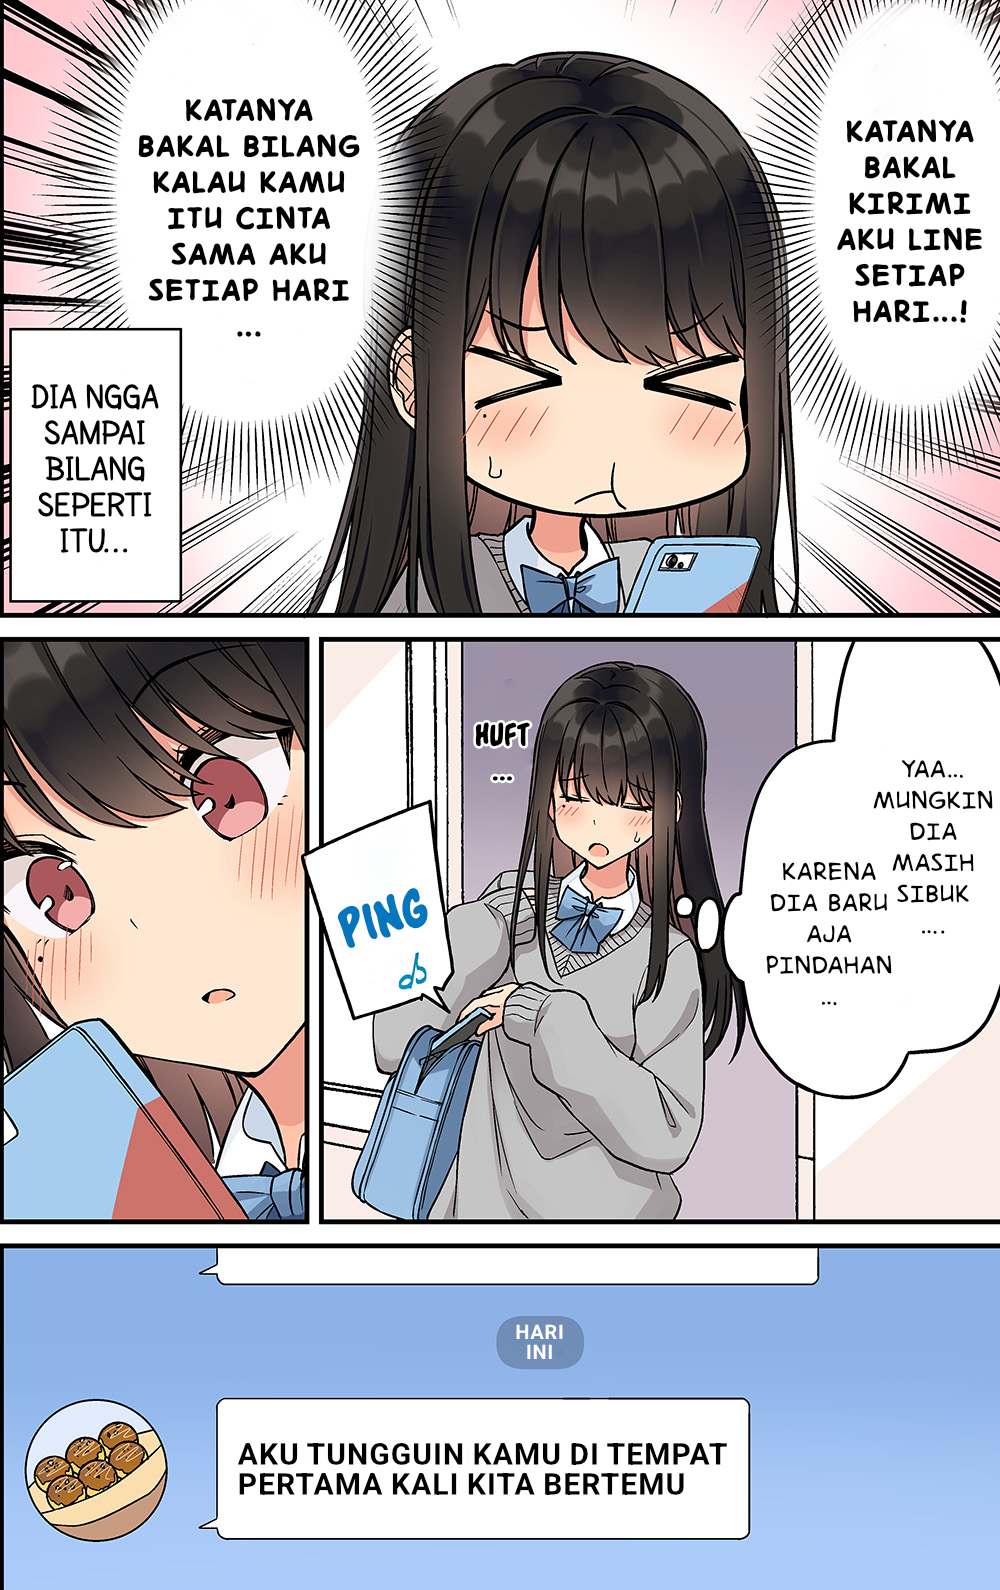 KATANYA
BAKAL
KIRIMI
AKU LINE
SETIAP
HARI...!
KATANYA
BAKAL BILANG
KALAU KAMU
ITU CINTA
SAMA AKU
SETIAP HARI
...
DIA NGGA
SAMPAI
BILANG
SEPERTI
ITU...
YAA...
MUNGKIN
DIA
MASIH
SIBUK
....
KARENA
DIA BARU
AJA
PINDAHAN
...
HUFT
...
PING
HARI
INI
AKU TUNGGUIN KAMU DI TEMPAT
PERTAMA KALI KITA BERTEMU